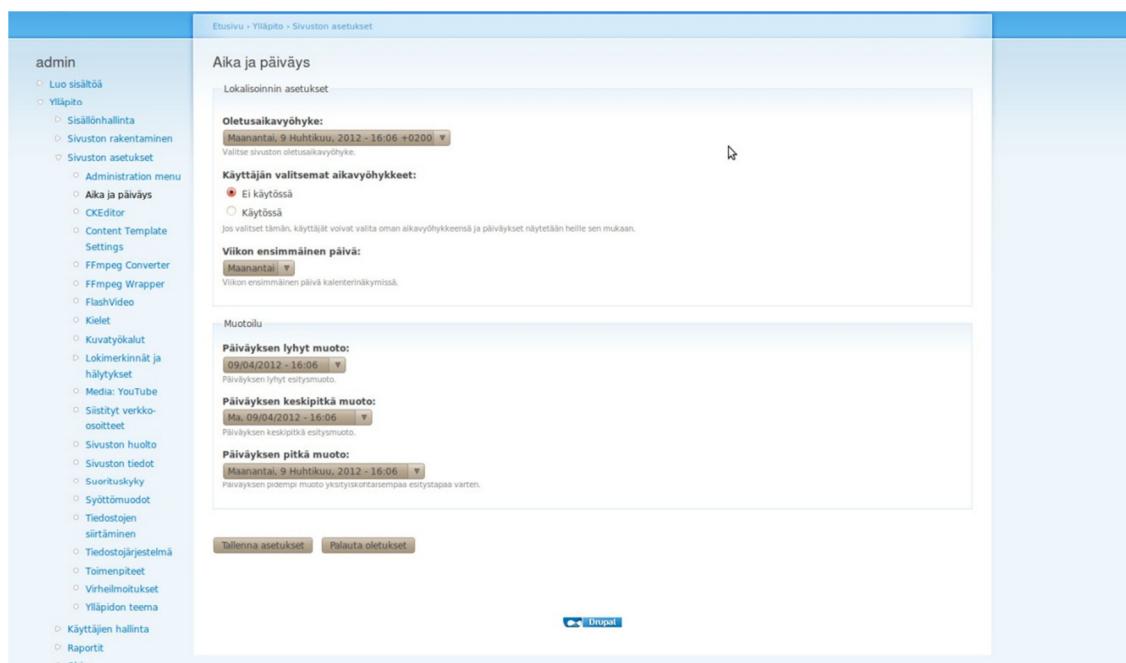 Etusivu › Ylläpito › Sivuston asetukset
admin
Luo sisältöä
Ylläpito
Sisällönhallinta
Sivuston rakentaminen
Sivuston asetukset
Administration menu
Aika ja päiväys
CKEditor
Content Template
Settings
FFmpeg Converter
FFmpeg Wrapper
FlashVideo
Kielet
Kuvatyökalut
Lokimerkinnät ja
hälytykset
Media: YouTube
Siistityt verkko-
osoitteet
Sivuston huolto
Sivuston tiedot
Suorituskyky
Syöttömuodot
Tiedostojen
siirtäminen
Tiedostojärjestelmä
Toimenpiteet
Virheilmoitukset
Ylläpidon teema
Käyttäjien hallinta
Raportit
Aika ja päiväys
Lokalisoinnin asetukset
Oletusaikavyöhyke:
Maanantai, 9 Huhtikuu, 2012 - 16:06 +0200
Valitse sivuston oletusaikavyöhyke.
Käyttäjän valitsemat aikavyöhykkeet:
Ei käytössä
Käytössä
Jos valitset tämän, käyttäjät voivat valita oman aikavyöhykkeensä ja päiväykset näytetään heille sen mukaan.
Viikon ensimmäinen päivä:
Maanantai
Viikon ensimmäinen päivä kalenterinäkymissä.
Muotoilu
Päiväyksen lyhyt muoto:
09/04/2012 - 16:06
Päiväyksen lyhyt esitysmuoto.
Päiväyksen keskipitkä muoto:
Ma, 09/04/2012 - 16:06
Päiväyksen keskipitkä esitysmuoto.
Päiväyksen pitkä muoto:
Maanantai, 9 Huhtikuu, 2012 - 16:06
Päiväyksen pidempi muoto yksityiskohtaisempaa esitystapaa varten.
Tallenna asetukset
Palauta oletukset
Drupal